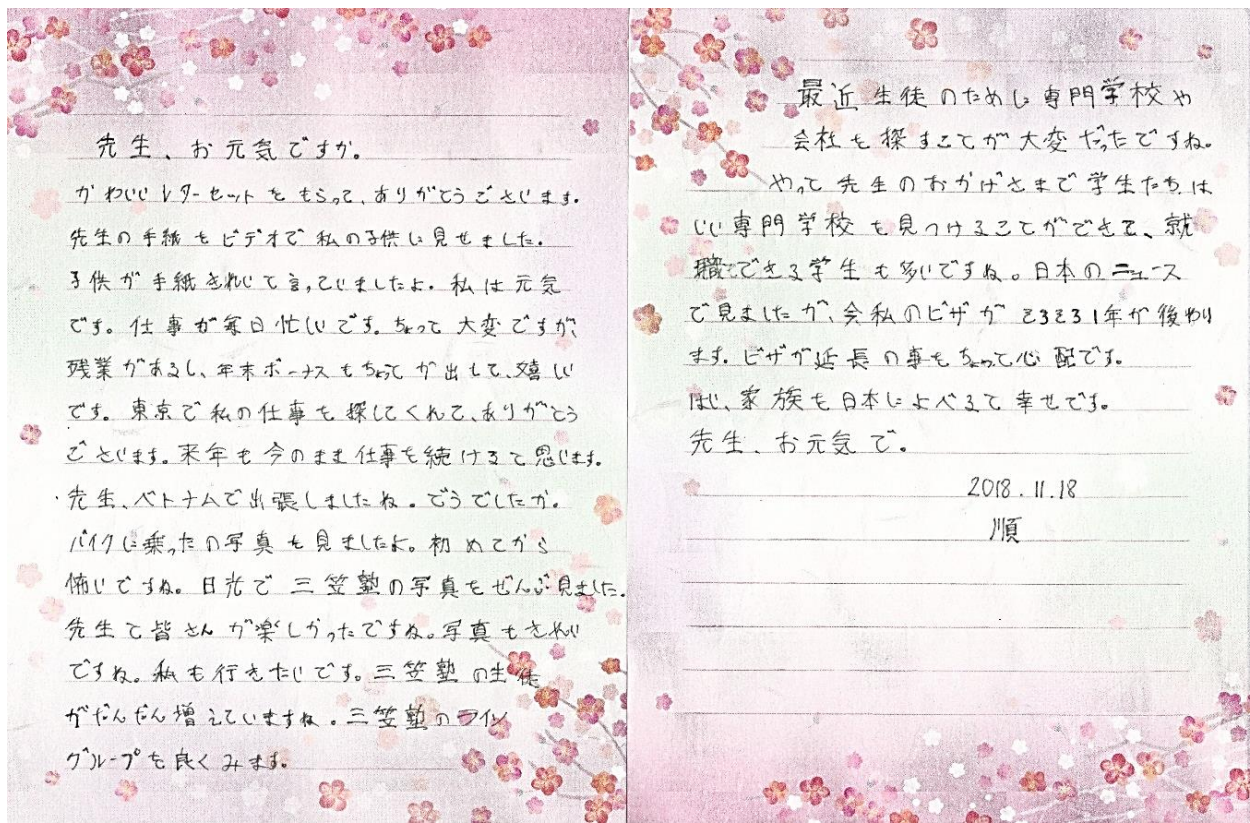 先生、お元気ですか。
かわいいレターセットをもらって、ありがとうございます。
先生の手紙もビデオで私の子供に見せました。
子供が手紙きれいて言っていましたよ。私は元気
です。仕事が毎日忙しいです。ちょって大変ですが、
残業があるし、年末ボーナスもちょってが出して、嬉しい
です。東京で私の仕事を探してくれて、ありがとう
ございます。来年も今のまま仕事を続けると思います。
先生、ベトナムで出張しましたね。どうでしたか。
バイクに乗ったの写真も見ましたよ。初めてから
怖いですね。日光で三笠塾の写真をぜんぶ見ました。
先生と皆さんが楽しかったですね。写真もきれい
ですね。私も行きたいです。三笠塾の生徒
がだんだん増えていますね。三笠塾のライン
グループを良くみます。
最近生徒のために専門学校や
会社を探すことが大変だったですね。
やって先生のおかげさまで学生たちは
いい専門学校を見つけることができて、就
職できる学生も多いですね。日本のニュース
で見ましたが、会私のビザがそろそろ1年が後わり
ます。ビザが延長の事もちょって心配です。
はい、家族も日本によべると幸せです。
先生、お元気で。
2018.11.18
順